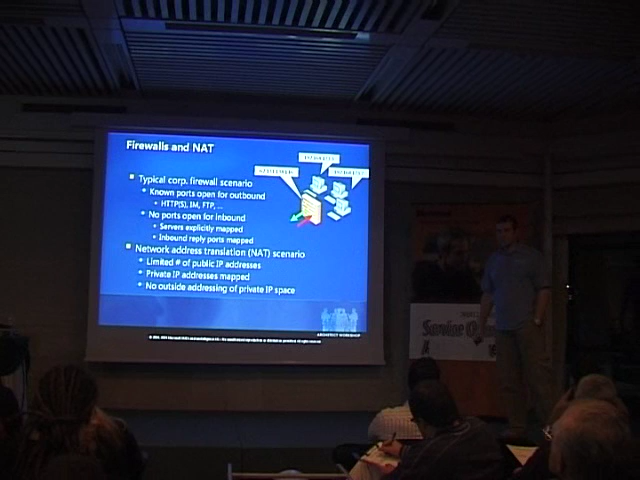 Firewalls and NAT
Typical corp. firewall scenario
Known ports open for outbound
HTTP(S), IM, FTP, ...
No ports open for inbound
Servers explicitly mapped
Inbound reply ports mapped
Network address translation (NAT) scenario
Limited # of public IP addresses
Private IP addresses mapped
No outside addressing of private IP space
ARCHITECT WORKSHOP